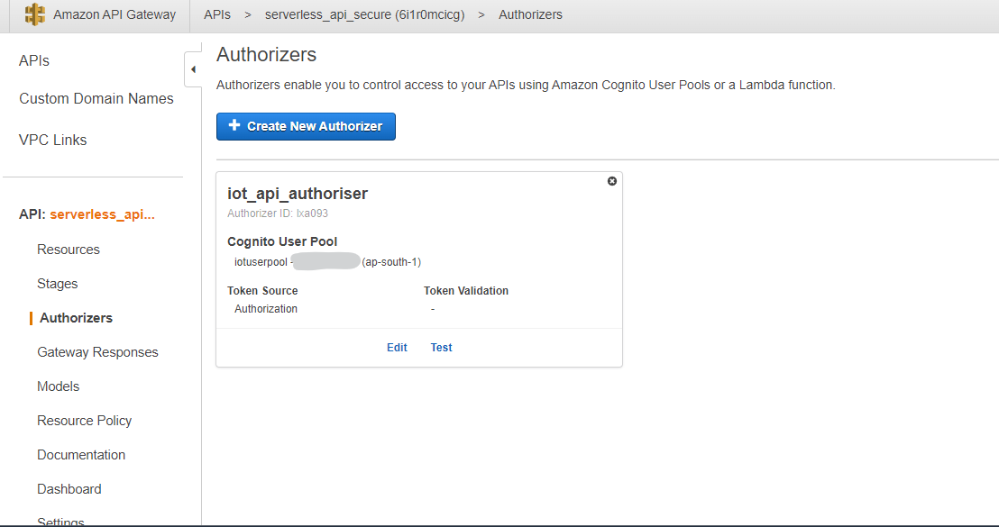 Amazon API Gateway APIs > serverless_api_secure (6i1r0mcicg) > Authorizers
APIs
Custom Domain Names
VPC Links
API: serverless_api...
Resources
Stages
Authorizers
Gateway Responses
Models
Resource Policy
Documentation
Dashboard
Settings
Authorizers
Authorizers enable you to control access to your APIs using Amazon Cognito User Pools or a Lambda function.
+ Create New Authorizer
iot_api_authoriser
Authorizer ID: lxa093
Cognito User Pool
iotuserpool - (ap-south-1)
Token Source Token Validation
Authorization -
Edit Test